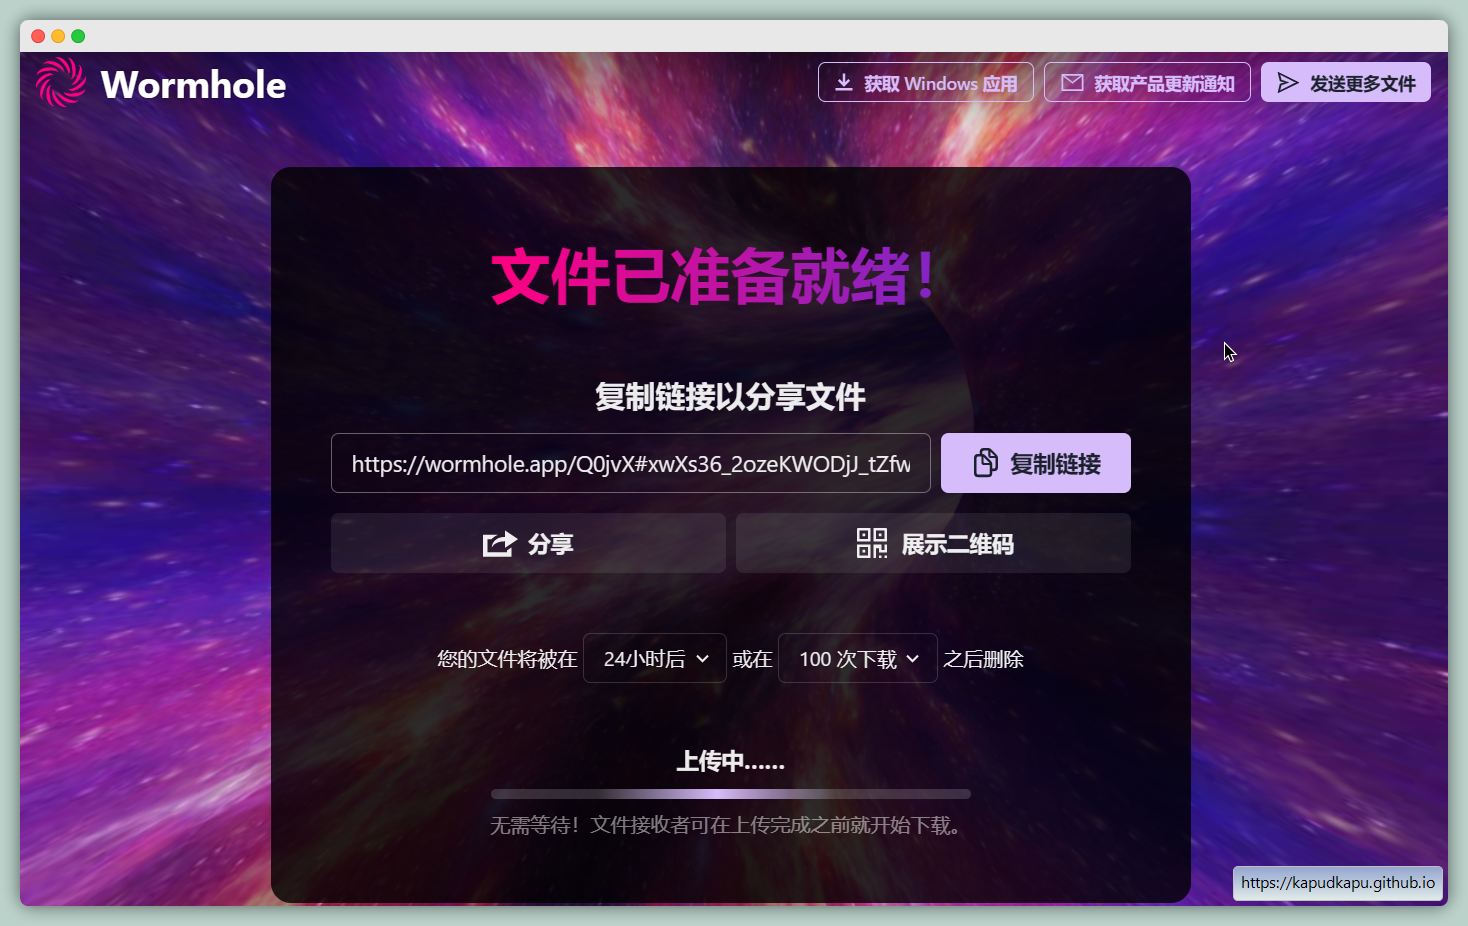 Wormhole
获取 Windows 应用
获取产品更新通知
发送更多文件
文件已准备就绪！
复制链接以分享文件
https://wormhole.app/Q0jvX#xwXs36_2ozeKWODjJ_tZfw
复制链接
分享
展示二维码
您的文件将被在 24小时后 或在 100 次下载 之后删除
上传中......
无需等待！文件接收者可在上传完成之前就开始下载。
https://kapudkapu.github.io